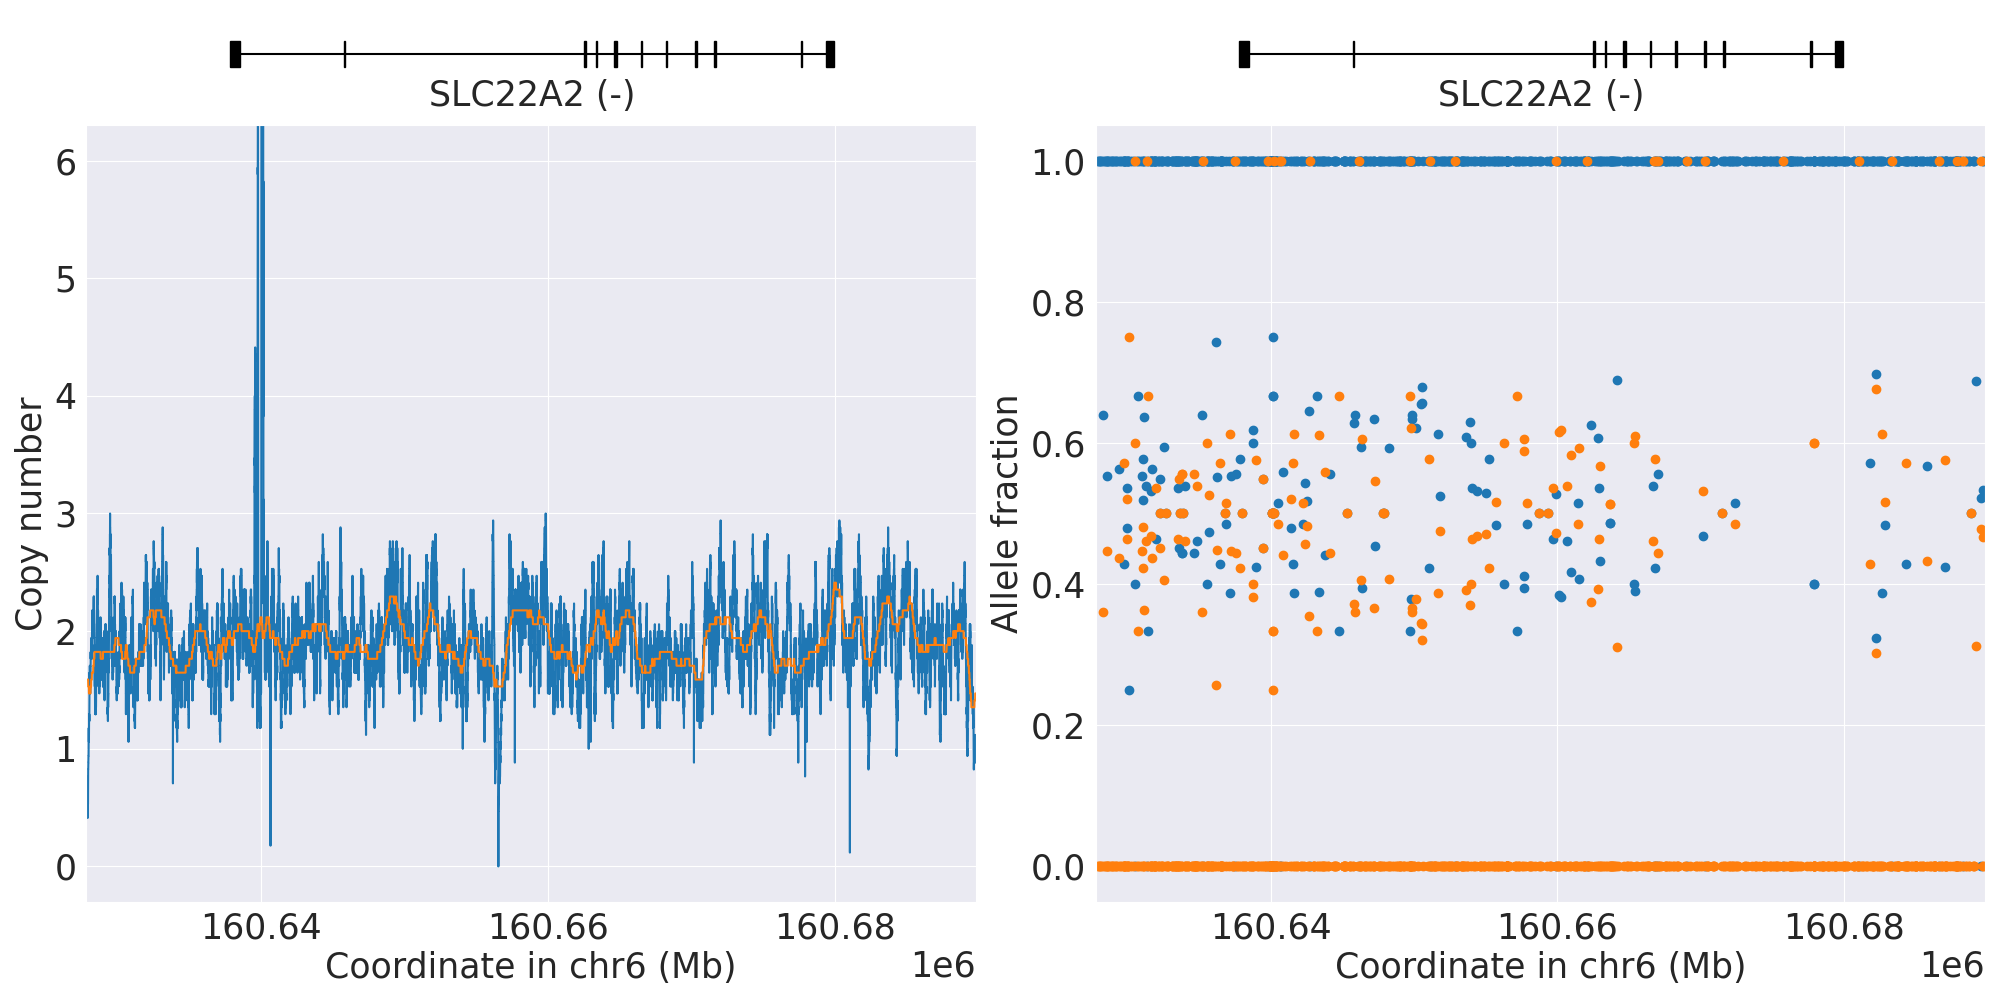 SLC22A2 (-)
Copy number
6
5
4
3
2
1
0
160.64
160.66
160.68
Coordinate in chr6 (Mb)
1e6
SLC22A2 (-)
Allele fraction
1.0
0.8
0.6
0.4
0.2
0.0
160.64
160.66
160.68
Coordinate in chr6 (Mb)
1e6